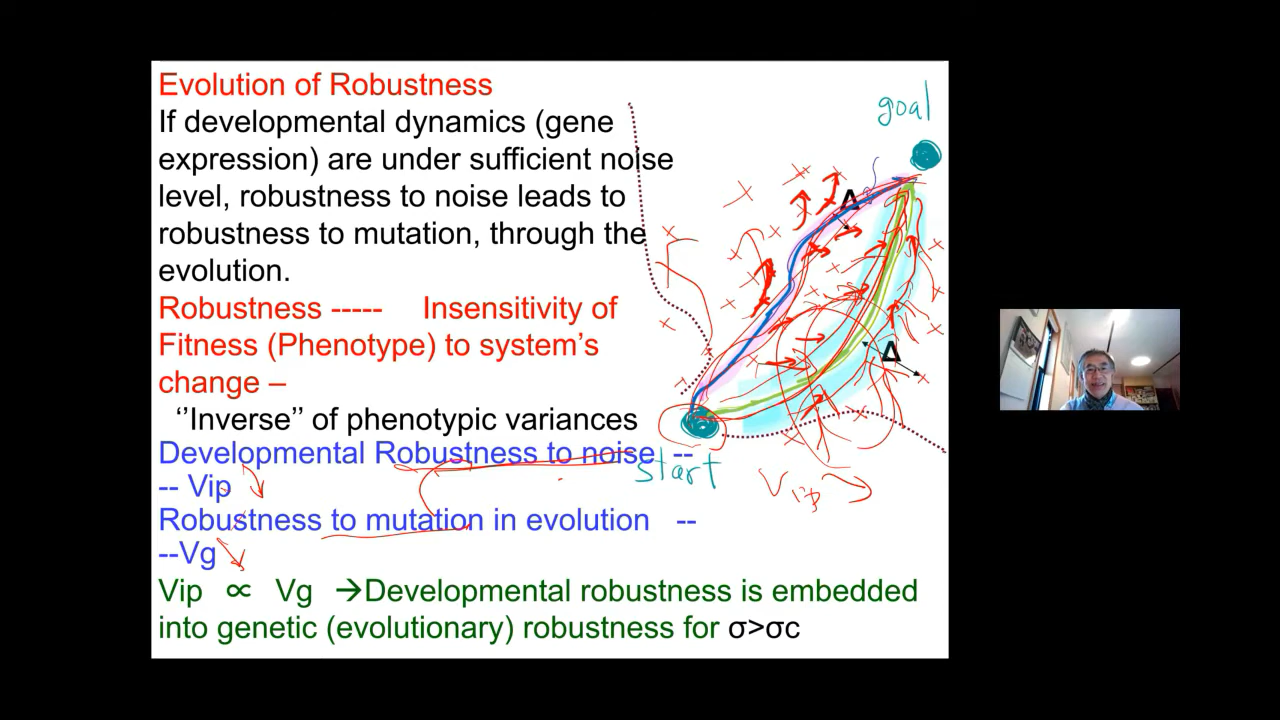 Evolution of Robustness
If developmental dynamics (gene
expression) are under sufficient noise
level, robustness to noise leads to
robustness to mutation, through the
evolution.
Robustness ----- Insensitivity of
Fitness (Phenotype) to system's
change –
‘'Inverse’' of phenotypic variances
Developmental Robustness to noise --
-- Vip
Robustness to mutation in evolution --
--Vg
Vip ∝ Vg →Developmental robustness is embedded
into genetic (evolutionary) robustness for σ>σc
goal
Δ
Δ
start
Vip